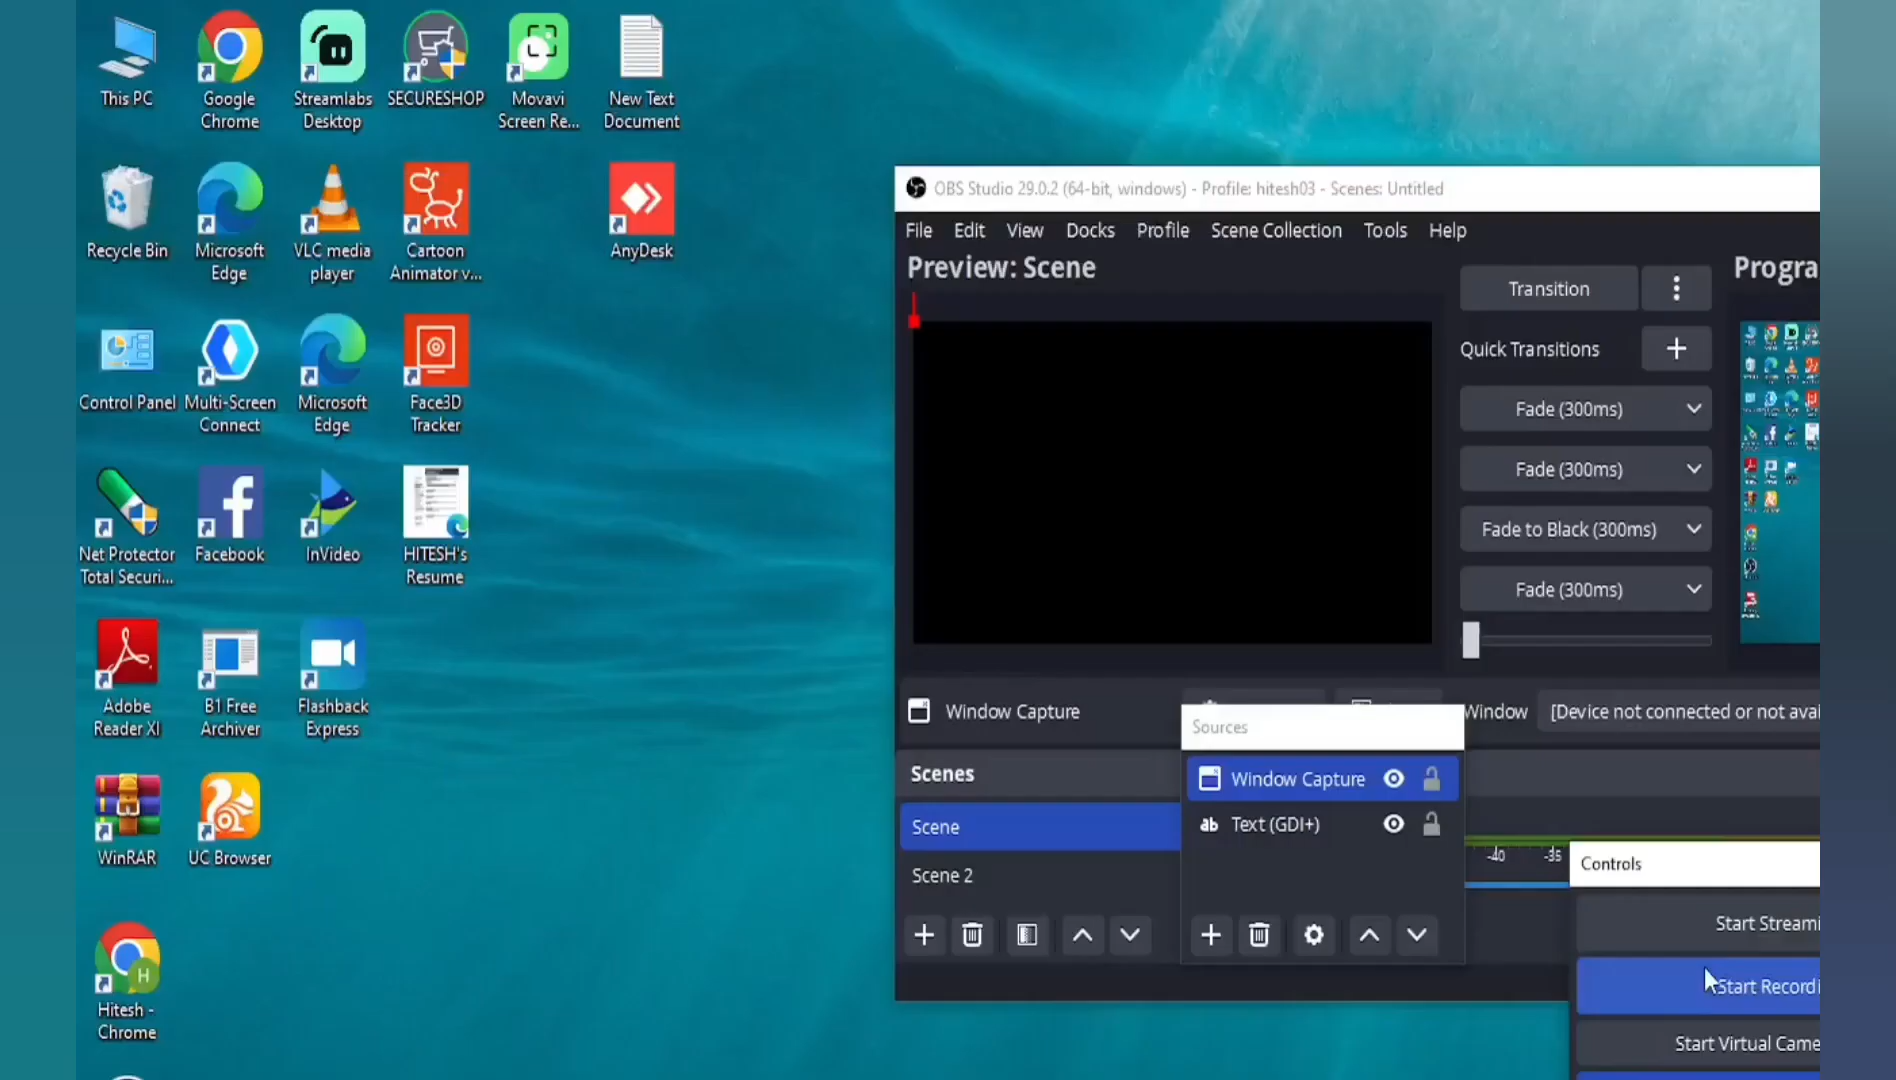 This PC
Google
Chrome
Streamlabs
Desktop
SECURESHOP
Movavi
Screen Re...
New Text
Document
Recycle Bin
Microsoft
Edge
VLC media
player
Cartoon
Animator v...
AnyDesk
Control Panel
Multi-Screen
Connect
Microsoft
Edge
Face3D
Tracker
Net Protector
Total Securi...
Facebook
InVideo
HITESH's
Resume
Adobe
Reader XI
B1 Free
Archiver
Flashback
Express
WinRAR
UC Browser
H
Hitesh -
Chrome
OBS Studio 29.0.2 (64-bit, windows) - Profile: hitesh03 - Scenes: Untitled
File Edit View Docks Profile Scene Collection Tools Help
Preview: Scene
Transition
Progra
Quick Transitions
Fade (300ms)
Fade (300ms)
Fade to Black (300ms)
Fade (300ms)
Window Capture
Window
[Device not connected or not avai
Sources
Window Capture
ab Text (GDI+)
Scenes
Scene
Scene 2
-40 -35
Controls
Start Streami
Start Recordi
Start Virtual Came